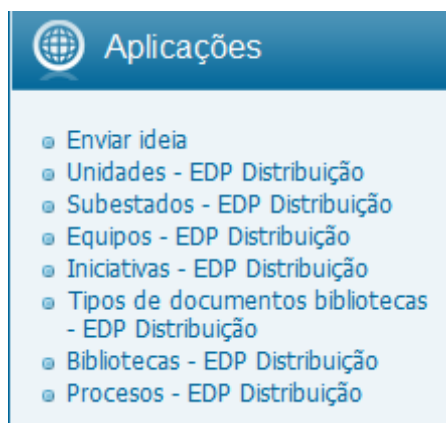 Aplicações
Enviar ideia
Unidades - EDP Distribuição
Subestados - EDP Distribuição
Equipos - EDP Distribuição
Iniciativas - EDP Distribuição
Tipos de documentos bibliotecas
- EDP Distribuição
Bibliotecas - EDP Distribuição
Procesos - EDP Distribuição